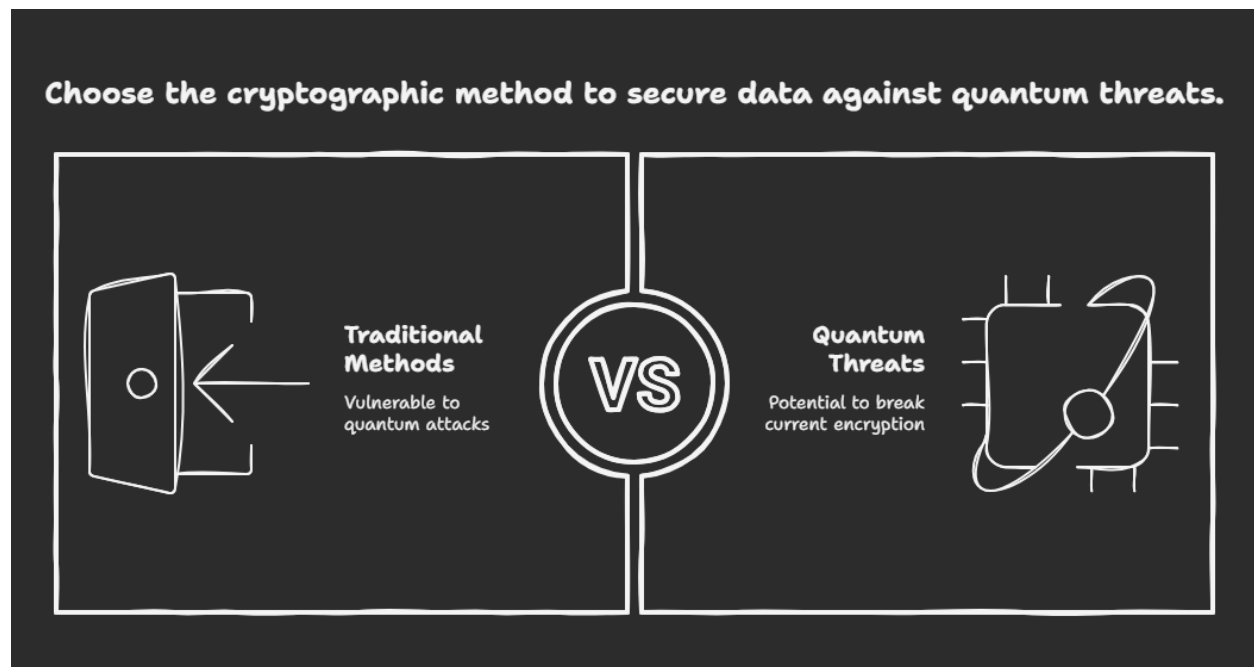 Choose the cryptographic method to secure data against quantum threats.
Traditional
Methods
Vulnerable to
quantum attacks
VS
Quantum
Threats
Potential to break
current encryption